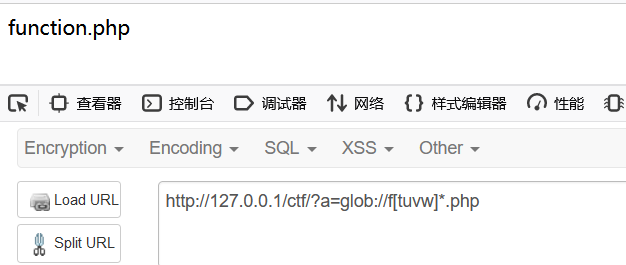 function.php
查看器 控制台 调试器 网络 样式编辑器 性能
Encryption Encoding SQL XSS Other
Load URL http://127.0.0.1/ctf/?a=glob://f[tuvw]*.php
Split URL